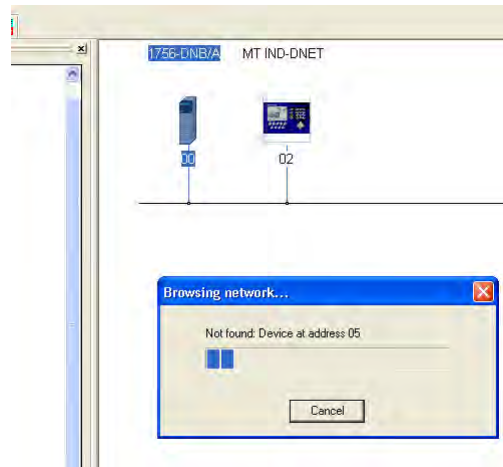 1756-DNB/A MT IND-DNET
00 02
Browsing network...
Not found: Device at address 05
Cancel